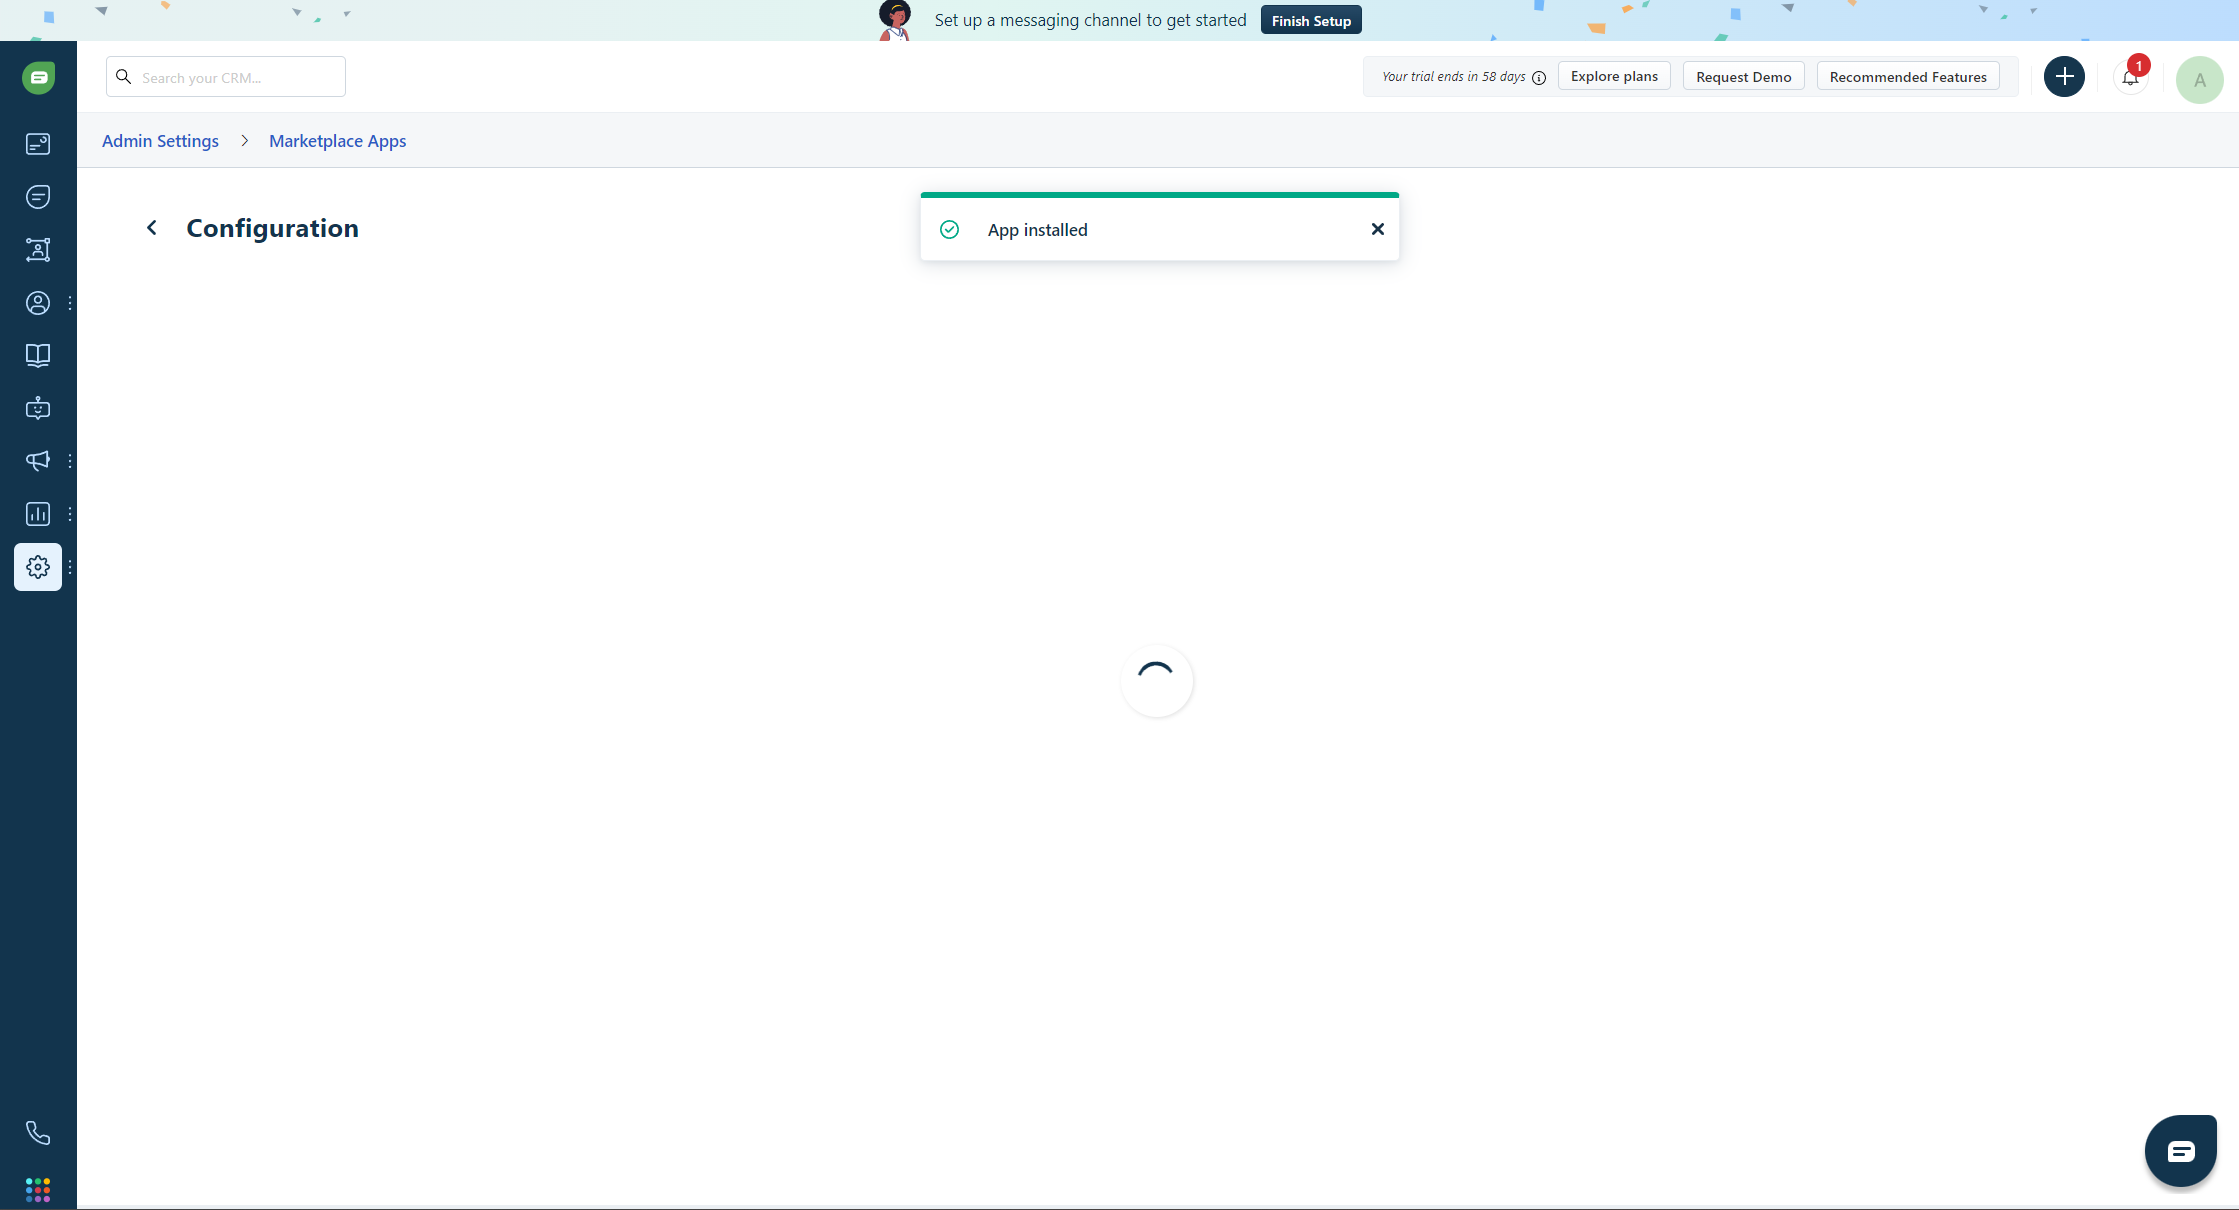 Set up a messaging channel to get started Finish Setup
Search your CRM...
Your trial ends in 58 days Explore plans Request Demo Recommended Features 1 A
Admin Settings Marketplace Apps
Configuration
App installed